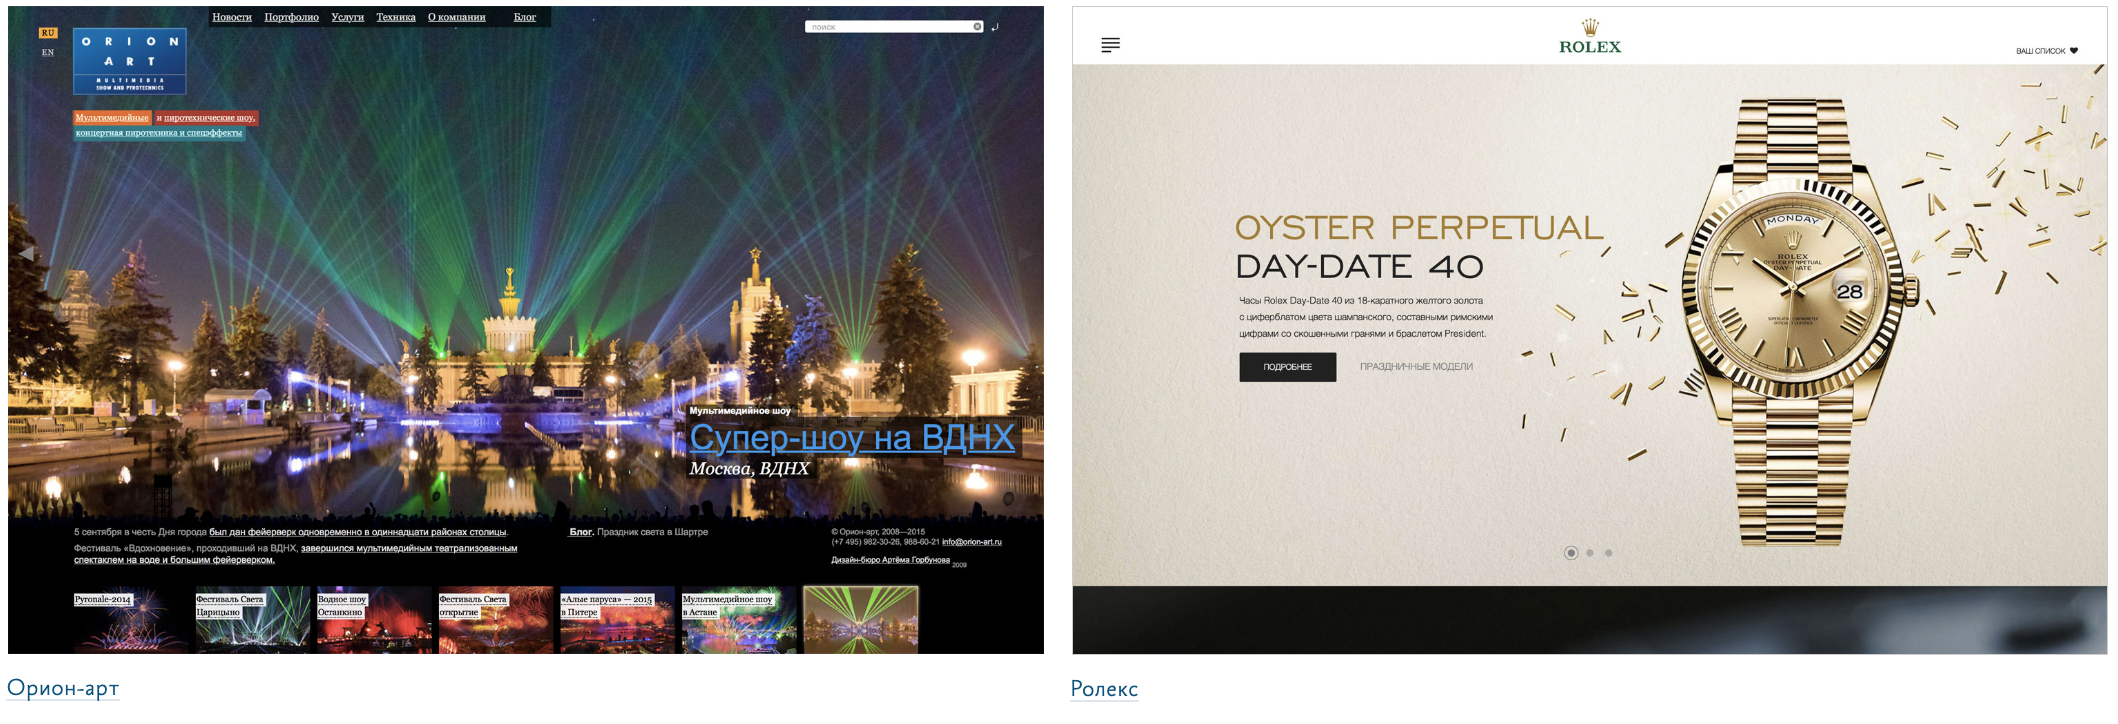 Новости Портфолио Услуги Техника О компании Блог
поиск
RU
EN
ORION
ART
MULTIMEDIA
SHOW AND PYROTECHNICS
Мультимедийные и пиротехнические шоу,
концертная пиротехника и спецэффекты
Мультимедийное шоу
Супер-шоу на ВДНХ
Москва, ВДНХ
5 сентября в честь Дня города был дан фейерверк одновременно в одиннадцати районах столицы.
Фестиваль «Вдохновение», проходивший на ВДНХ, завершился мультимедийным театрализованным
спектаклем на воде и большим фейерверком.
Блог. Праздник света в Шартре
© Орион-арт, 2008—2015
(+7 495) 982-30-26, 988-60-21 info@orion-art.ru
Дизайн-бюро Артёма Горбунова 2009
Pyronale-2014
Фестиваль Света
Царицыно
Водное шоу
Останкино
Фестиваль Света
открытие
«Алые паруса» — 2015
в Питере
Мультимедийное шоу
в Астане
Орион-арт
ROLEX
ВАШ СПИСОК
OYSTER PERPETUAL
DAY-DATE 40
Часы Rolex Day-Date 40 из 18-каратного желтого золота
с циферблатом цвета шампанского, составными римскими
цифрами со скошенными гранями и браслетом President.
ПОДРОБНЕЕ
ПРАЗДНИЧНЫЕ МОДЕЛИ
MONDAY
ROLEX
OYSTER PERPETUAL
DAY-DATE
28
Ролекс